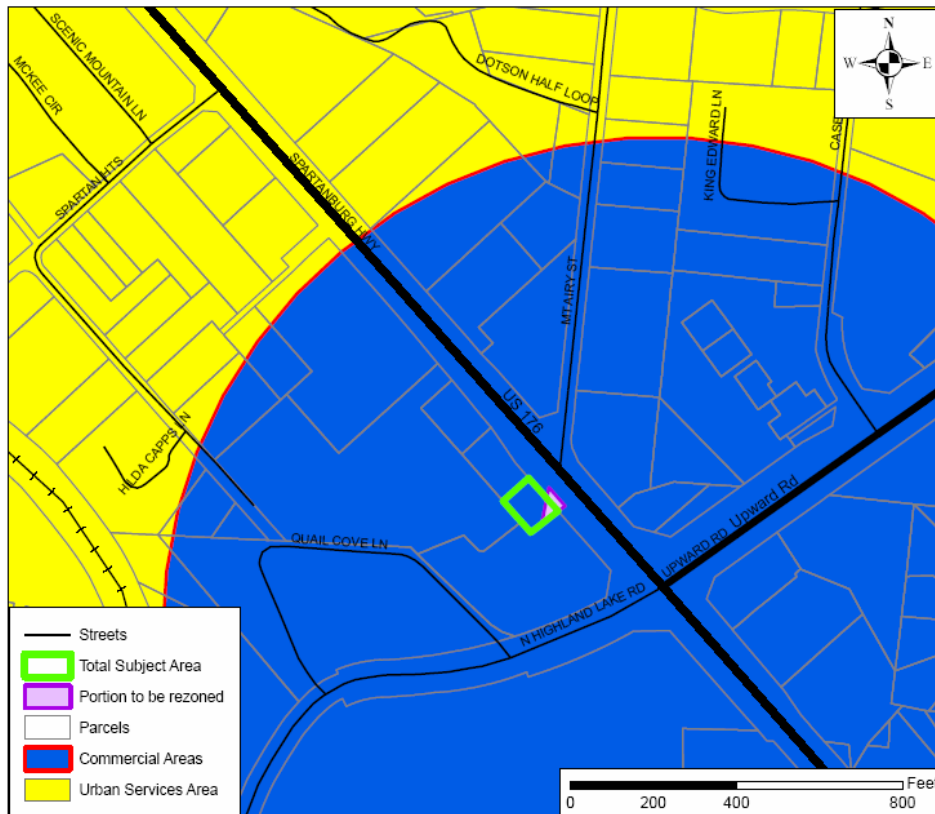 SCENIC MOUNTAIN LN
MCKEE CIR
SPARTAN HTS
SPARTANBURG HWY
DOTSON HALF LOOP
KING EDWARD LN
CASE
N
W E
S
MT AIRY ST
US 176
HILDA CAPPS LN
QUAIL COVE LN
N HIGHLAND LAKE RD
UPWARD RD
Upward Rd
Streets
Total Subject Area
Portion to be rezoned
Parcels
Commercial Areas
Urban Services Area
Feet
0 200 400 800